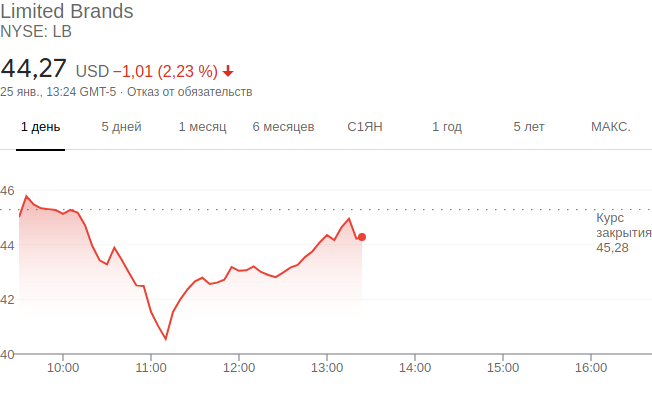 Limited Brands
NYSE: LB
44,27 USD −1,01 (2,23 %)
25 янв., 13:24 GMT-5 · Отказ от обязательств
1 день 5 дней 1 месяц 6 месяцев С1ЯН 1 год 5 лет МАКС.
46
Курс
закрытия
44
45,28
42
40
10:00 11:00 12:00 13:00 14:00 15:00 16:00